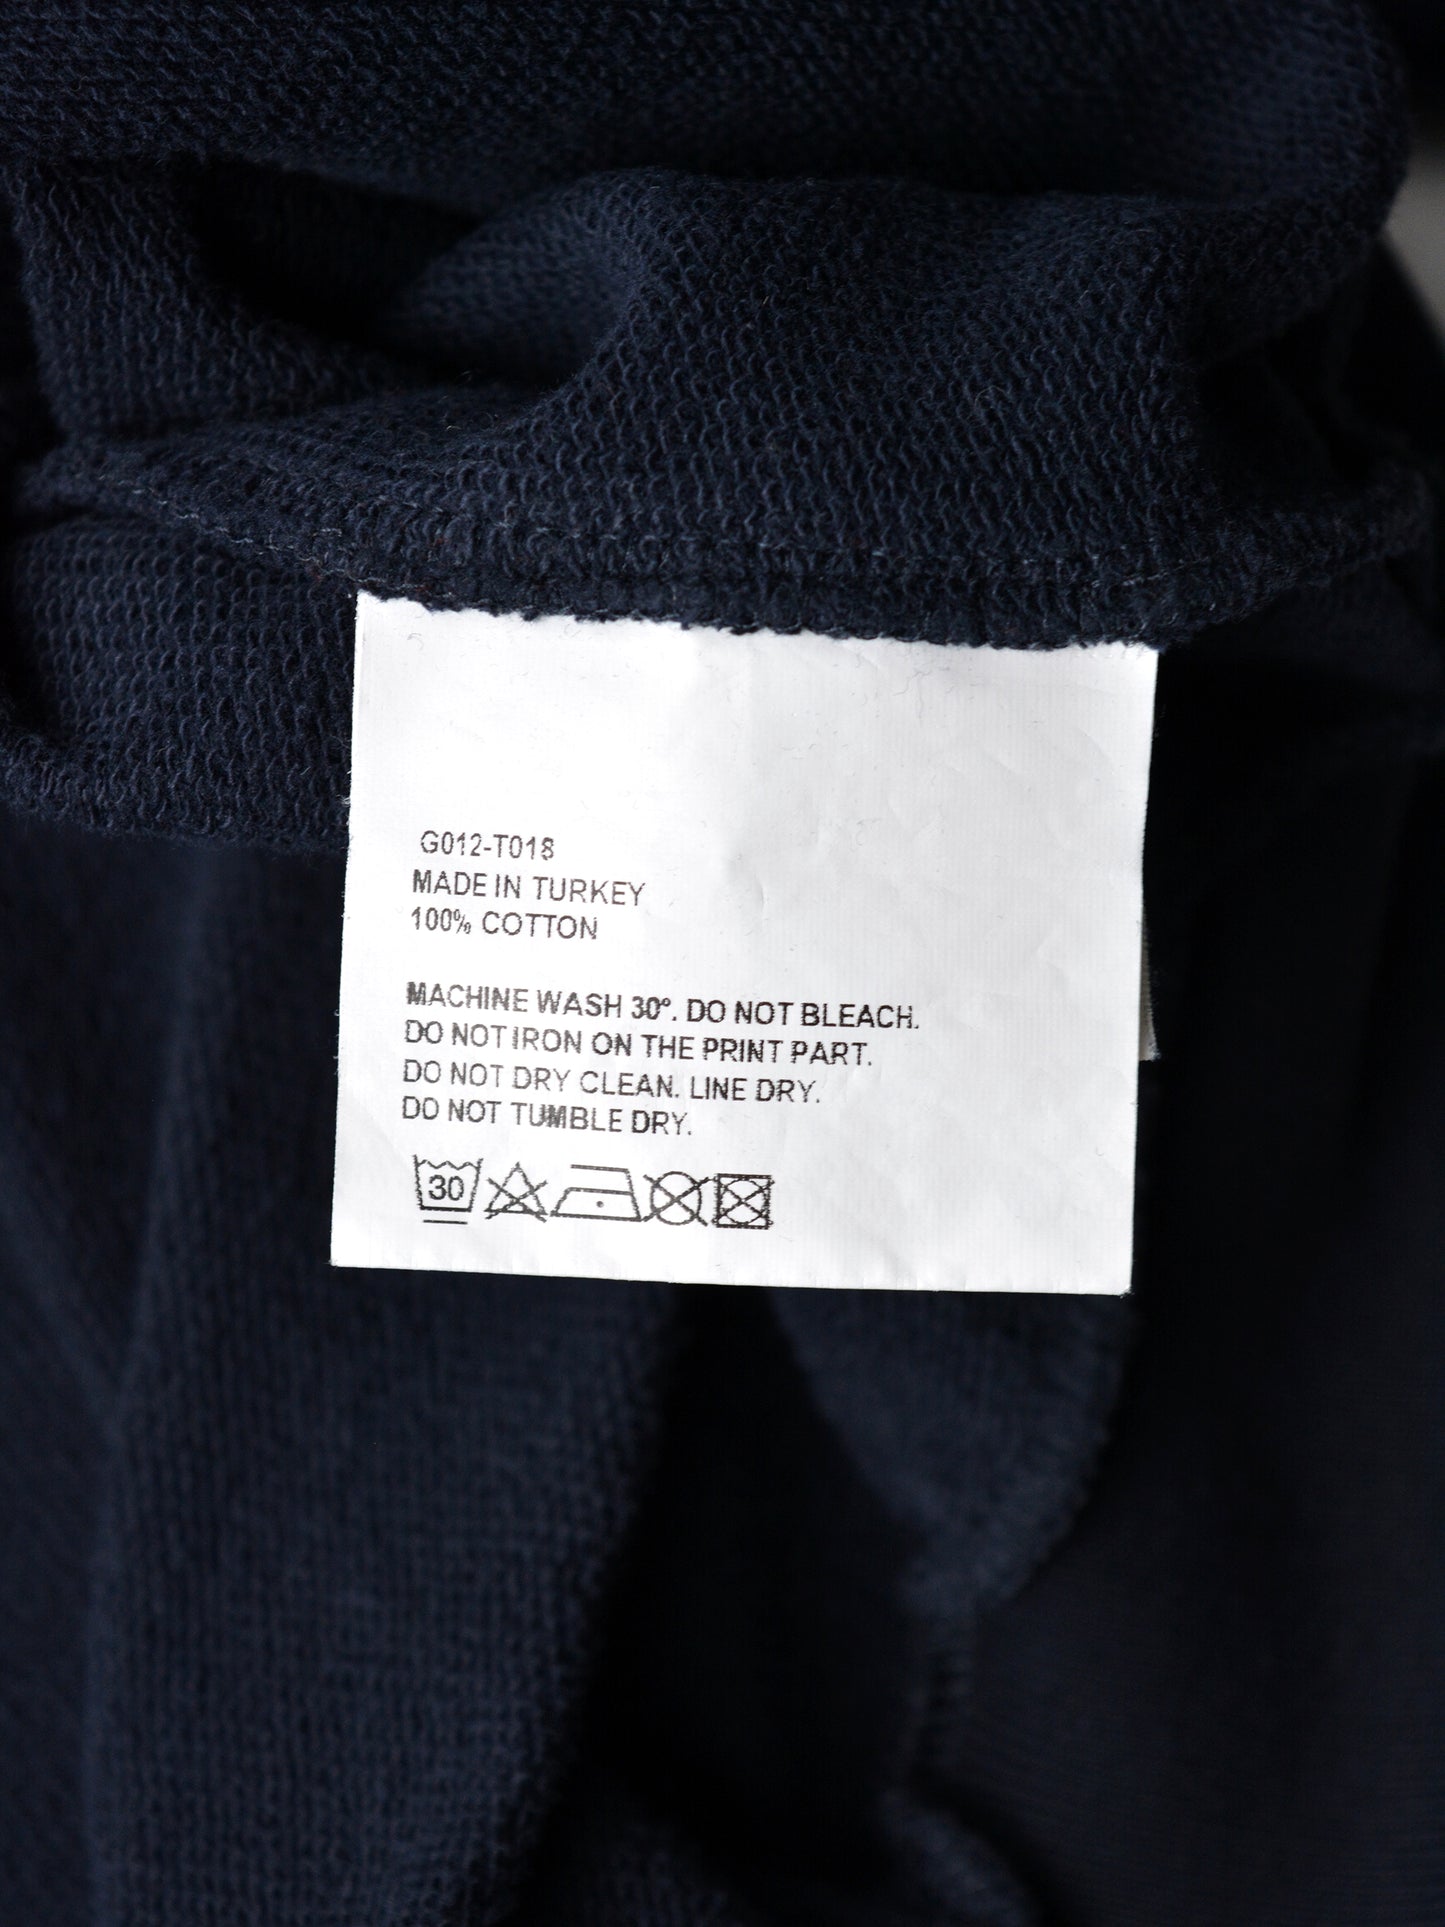 G012-T018
MADE IN TURKEY
100% COTTON
MACHINE WASH 30°. DO NOT BLEACH.
DO NOT IRON ON THE PRINT PART.
DO NOT DRY CLEAN. LINE DRY.
DO NOT TUMBLE DRY.
30